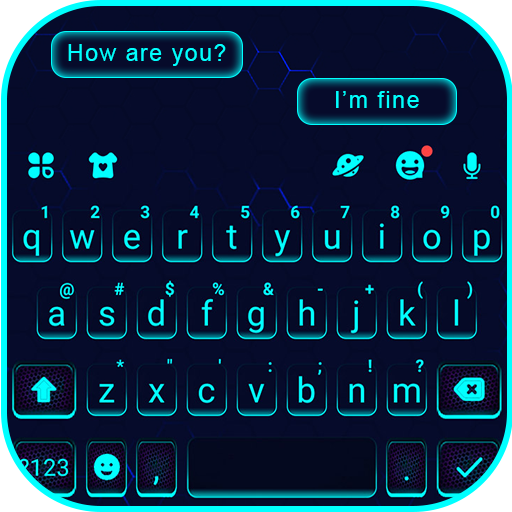 How are you?
I'm fine
1 2 3 4 5 6 7 8 9 0
q w e r t y u i o p
@ # $ % & - + ( )
a s d f g h j k l
* " ' : ; ! ?
z x c v b n m
?123 , .